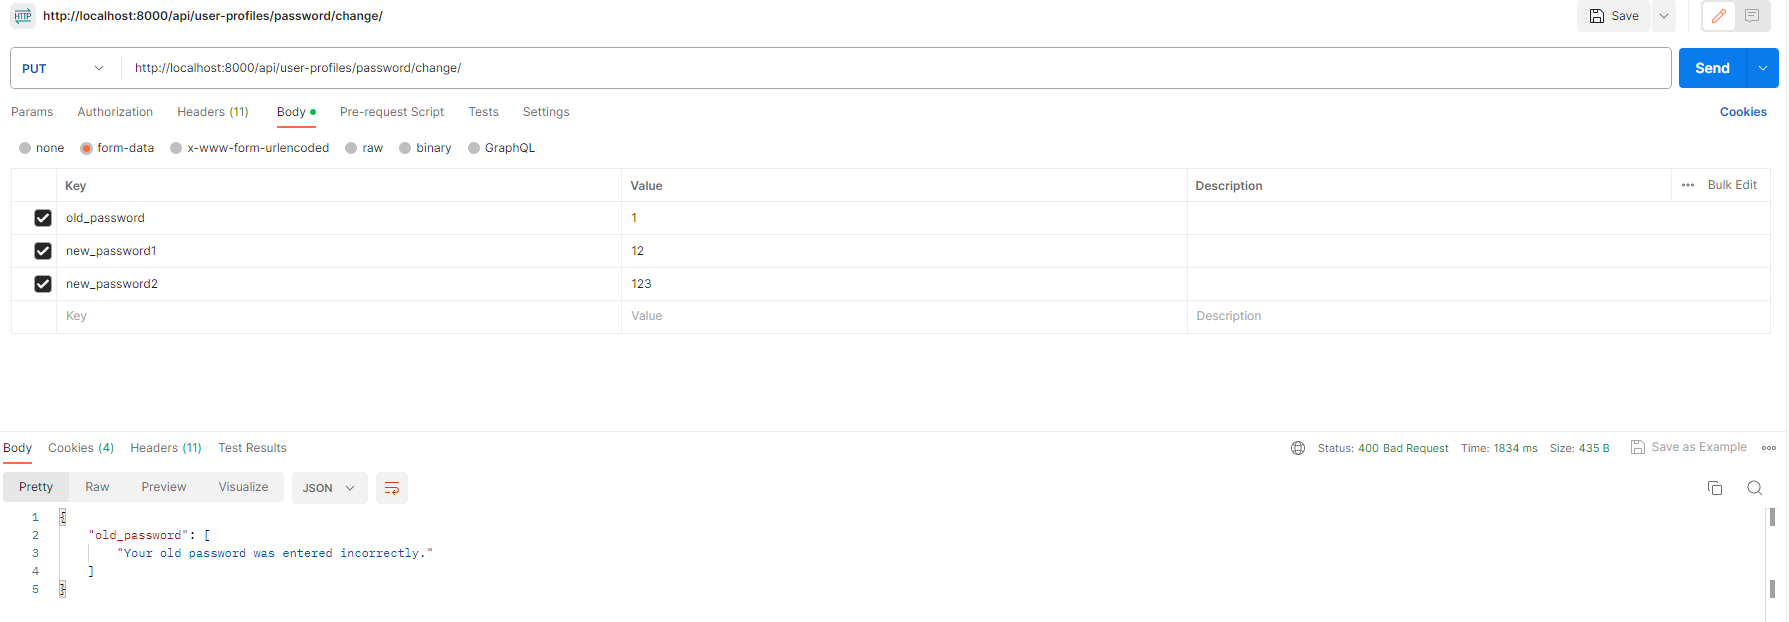 HTTP http://localhost:8000/api/user-profiles/password/change/ Save
PUT http://localhost:8000/api/user-profiles/password/change/ Send
Params Authorization Headers (11) Body Pre-request Script Tests Settings Cookies
none form-data x-www-form-urlencoded raw binary GraphQL
Key Value Description Bulk Edit
old_password 1
new_password1 12
new_password2 123
Key Value Description
Body Cookies (4) Headers (11) Test Results Status: 400 Bad Request Time: 1834 ms Size: 435 B Save as Example
Pretty Raw Preview Visualize JSON
1 {
2 "old_password": [
3 "Your old password was entered incorrectly."
4 ]
5 }